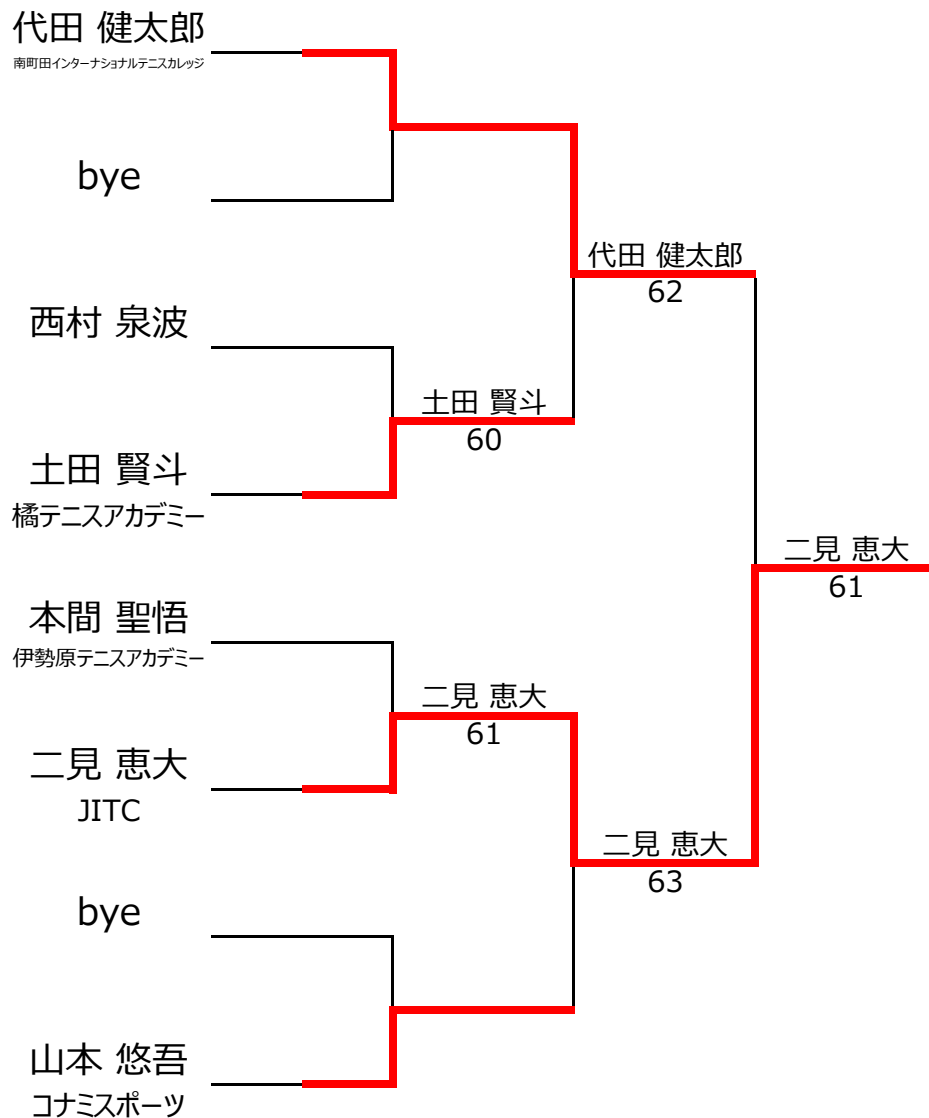 代田 健太郎
南町田インターナショナルテニスカレッジ
bye
代田 健太郎
62
西村 泉波
土田 賢斗
60
土田 賢斗
橘テニスアカデミー
二見 恵大
61
本間 聖悟
伊勢原テニスアカデミー
二見 恵大
61
二見 恵大
JITC
二見 恵大
63
bye
山本 悠吾
コナミスポーツ